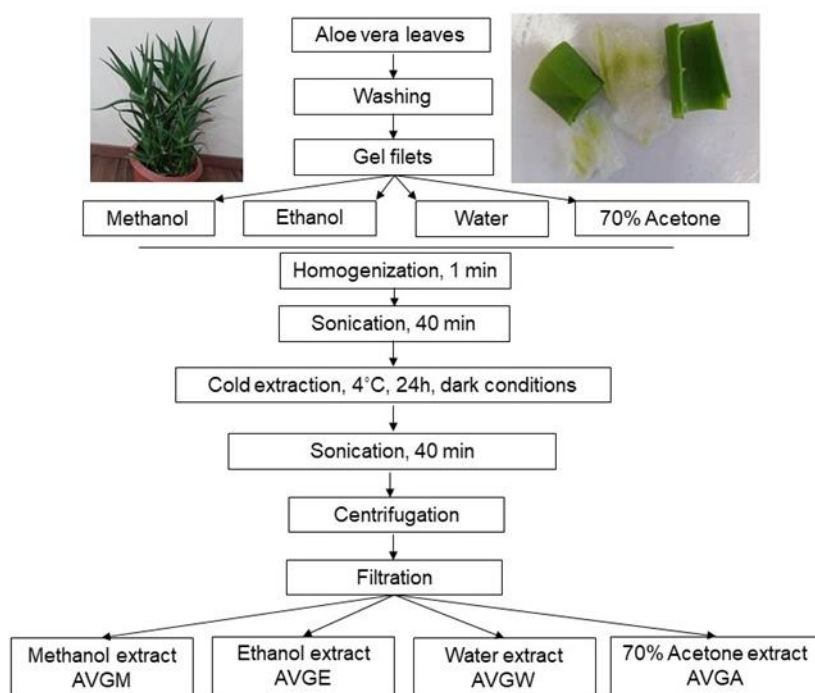 Aloe vera leaves
Washing
Gel filets
Methanol
Ethanol
Water
70% Acetone
Homogenization, 1 min
Sonication, 40 min
Cold extraction, 4°C, 24h, dark conditions
Sonication, 40 min
Centrifugation
Filtration
Methanol extract
AVGM
Ethanol extract
AVGE
Water extract
AVGW
70% Acetone extract
AVGA